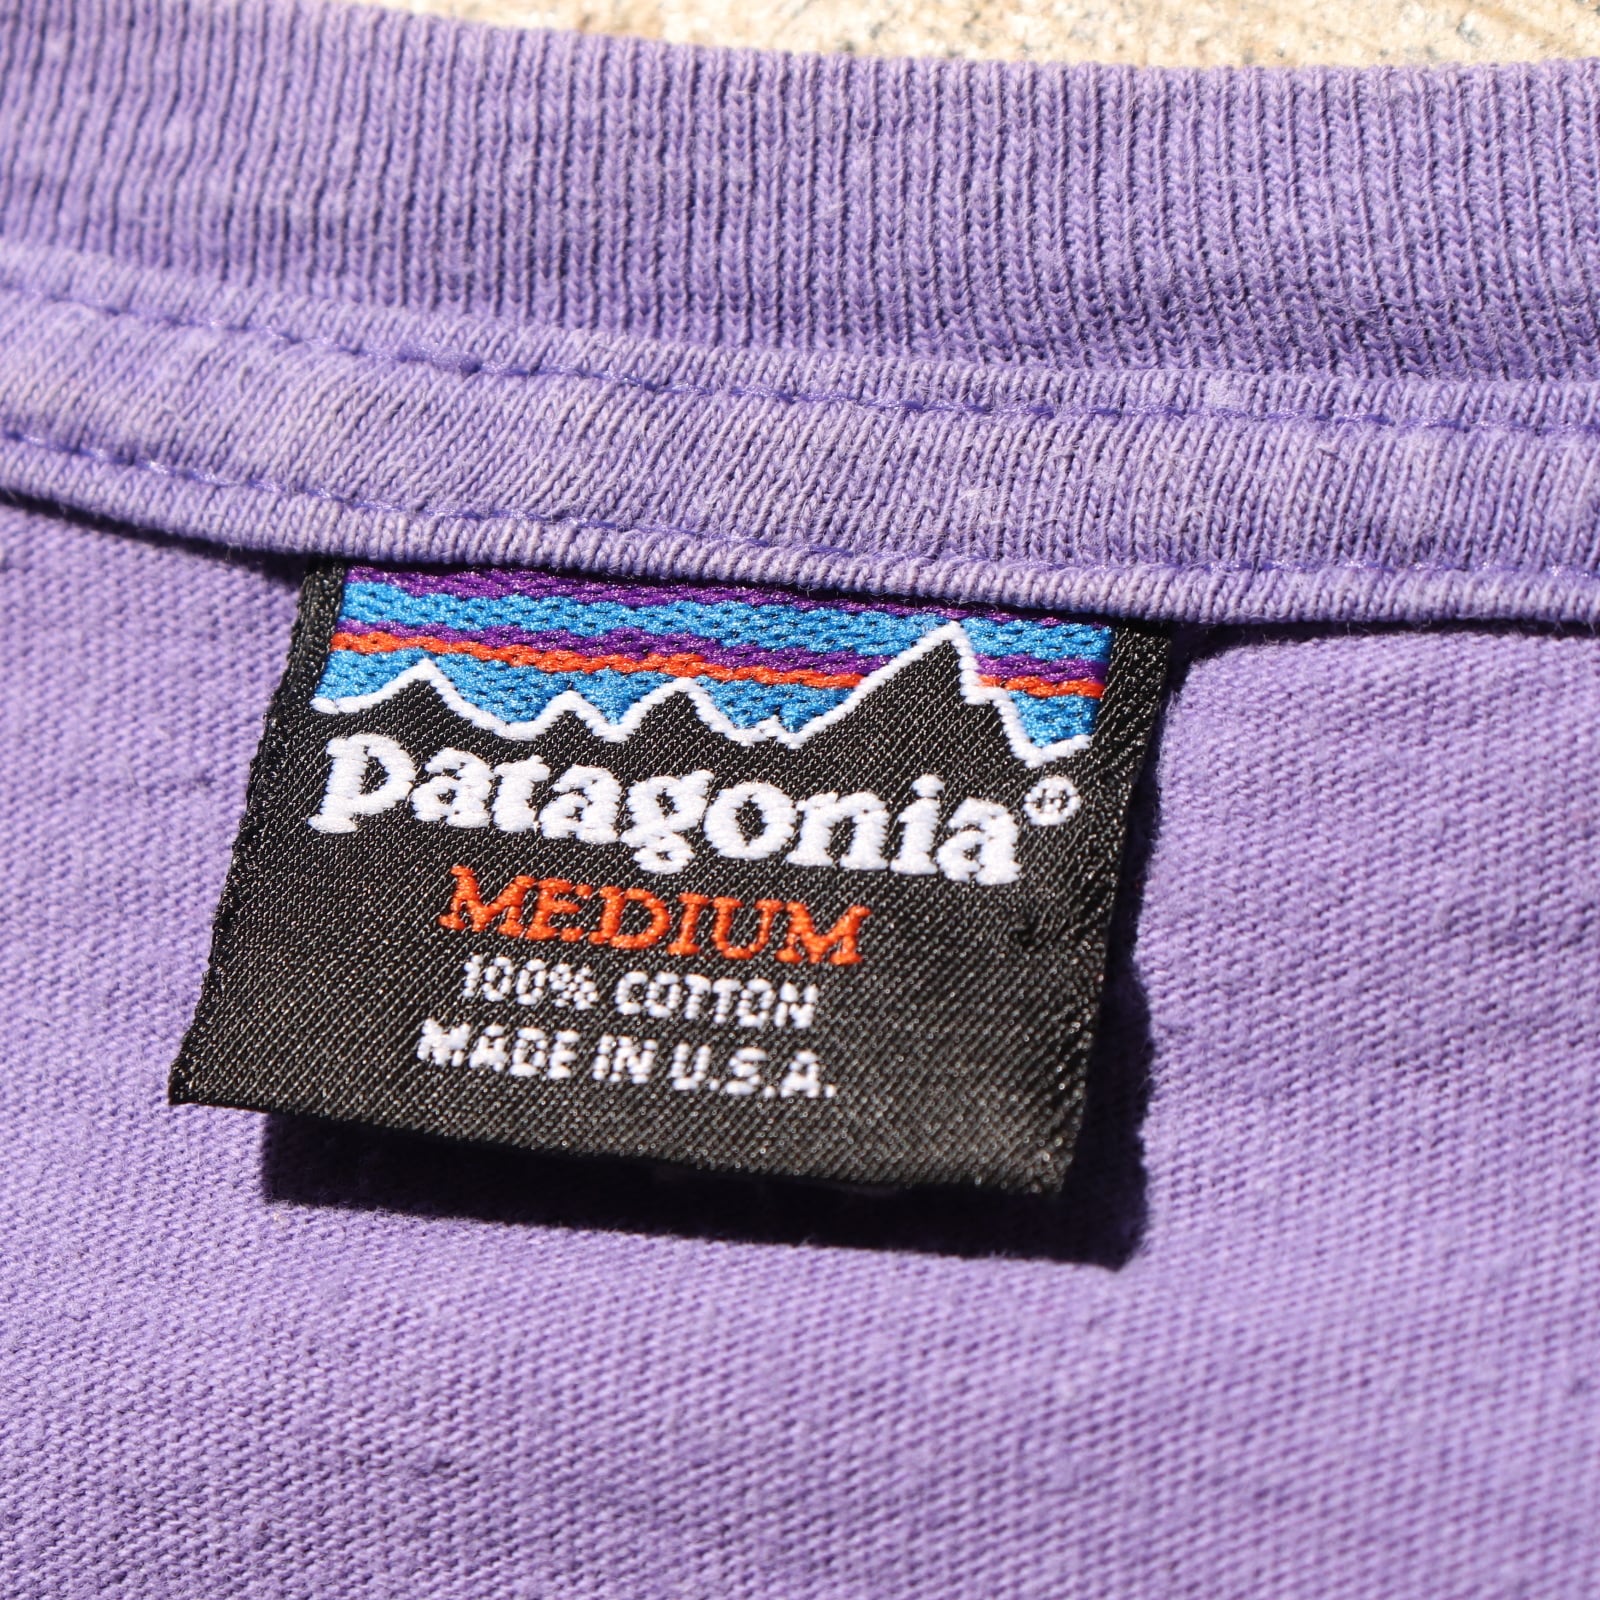 patagonia®
MEDIUM
100% COTTON
MADE IN U.S.A.